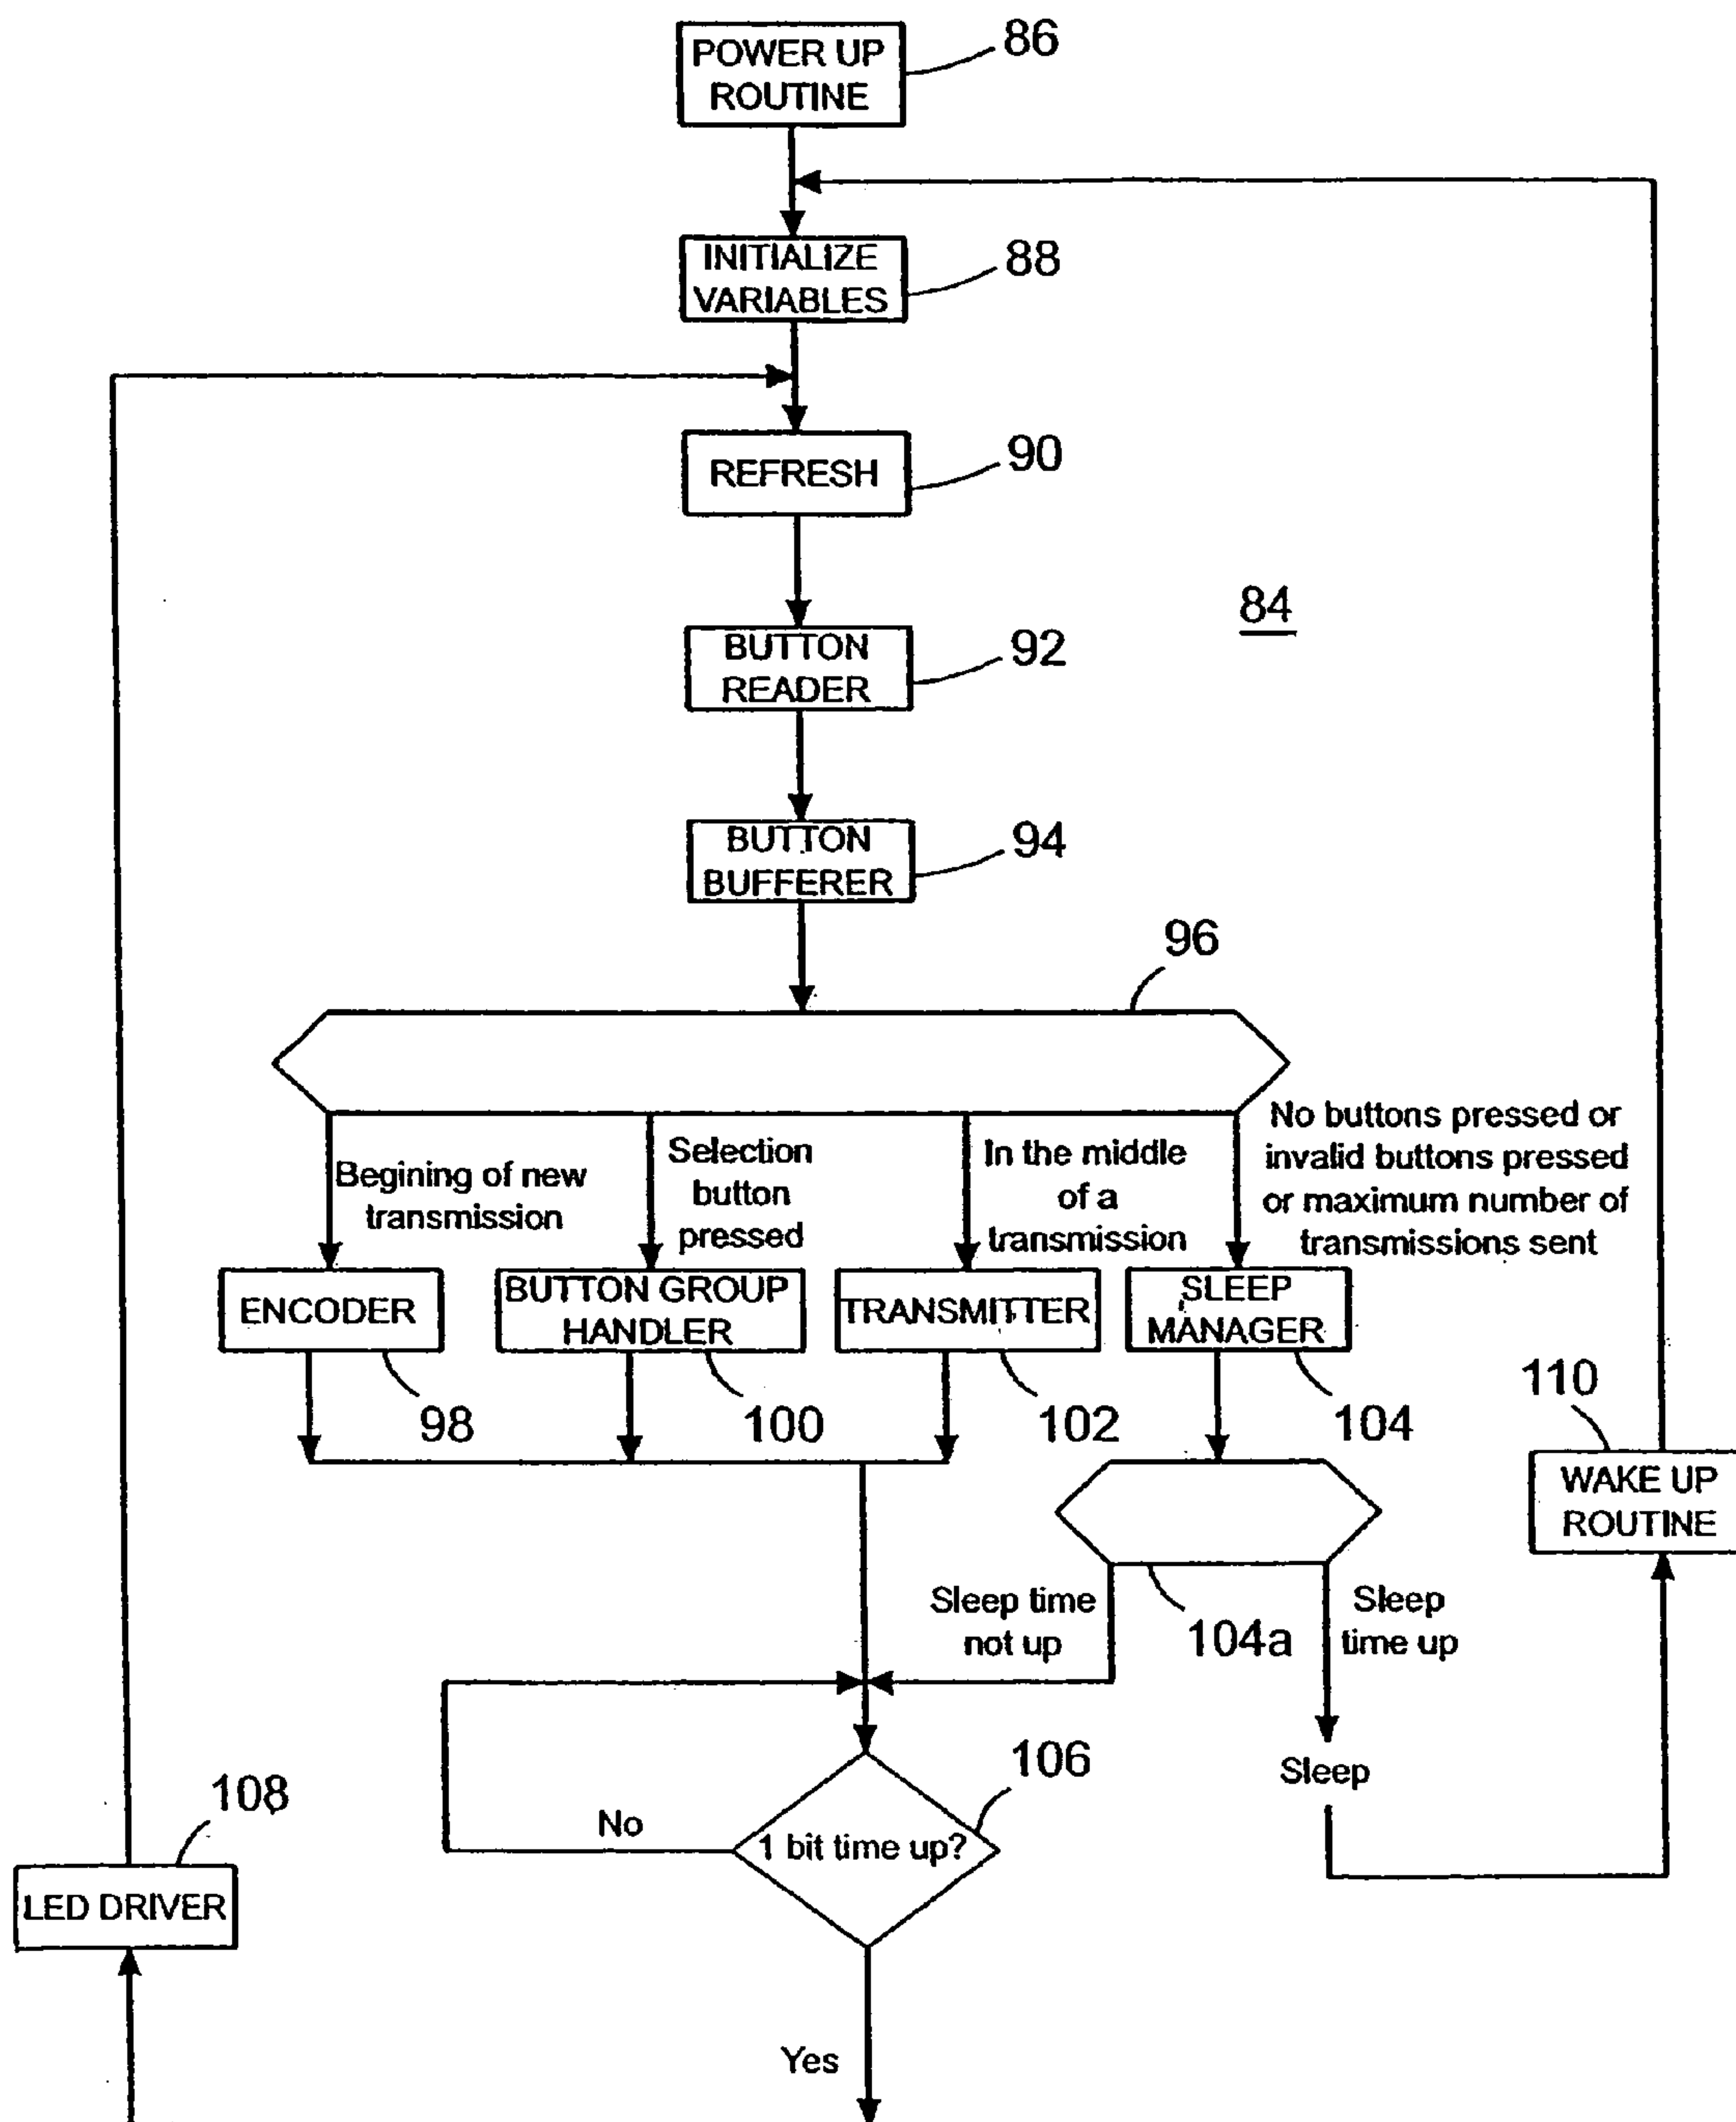 POWER UP
ROUTINE
86
INITIALIZE
VARIABLES
88
REFRESH
90
84
BUTTON
READER
92
BUTTON
BUFFERER
94
96
Begining of new
transmission
Selection
button
pressed
In the middle
of a
transmission
No buttons pressed or
invalid buttons pressed
or maximum number of
transmissions sent
ENCODER
BUTTON GROUP
HANDLER
TRANSMITTER
SLEEP
MANAGER
98
100
102
104
110
WAKE UP
ROUTINE
Sleep time
not up
104a
Sleep
time up
106
Sleep
108
No
1 bit time up?
LED DRIVER
Yes